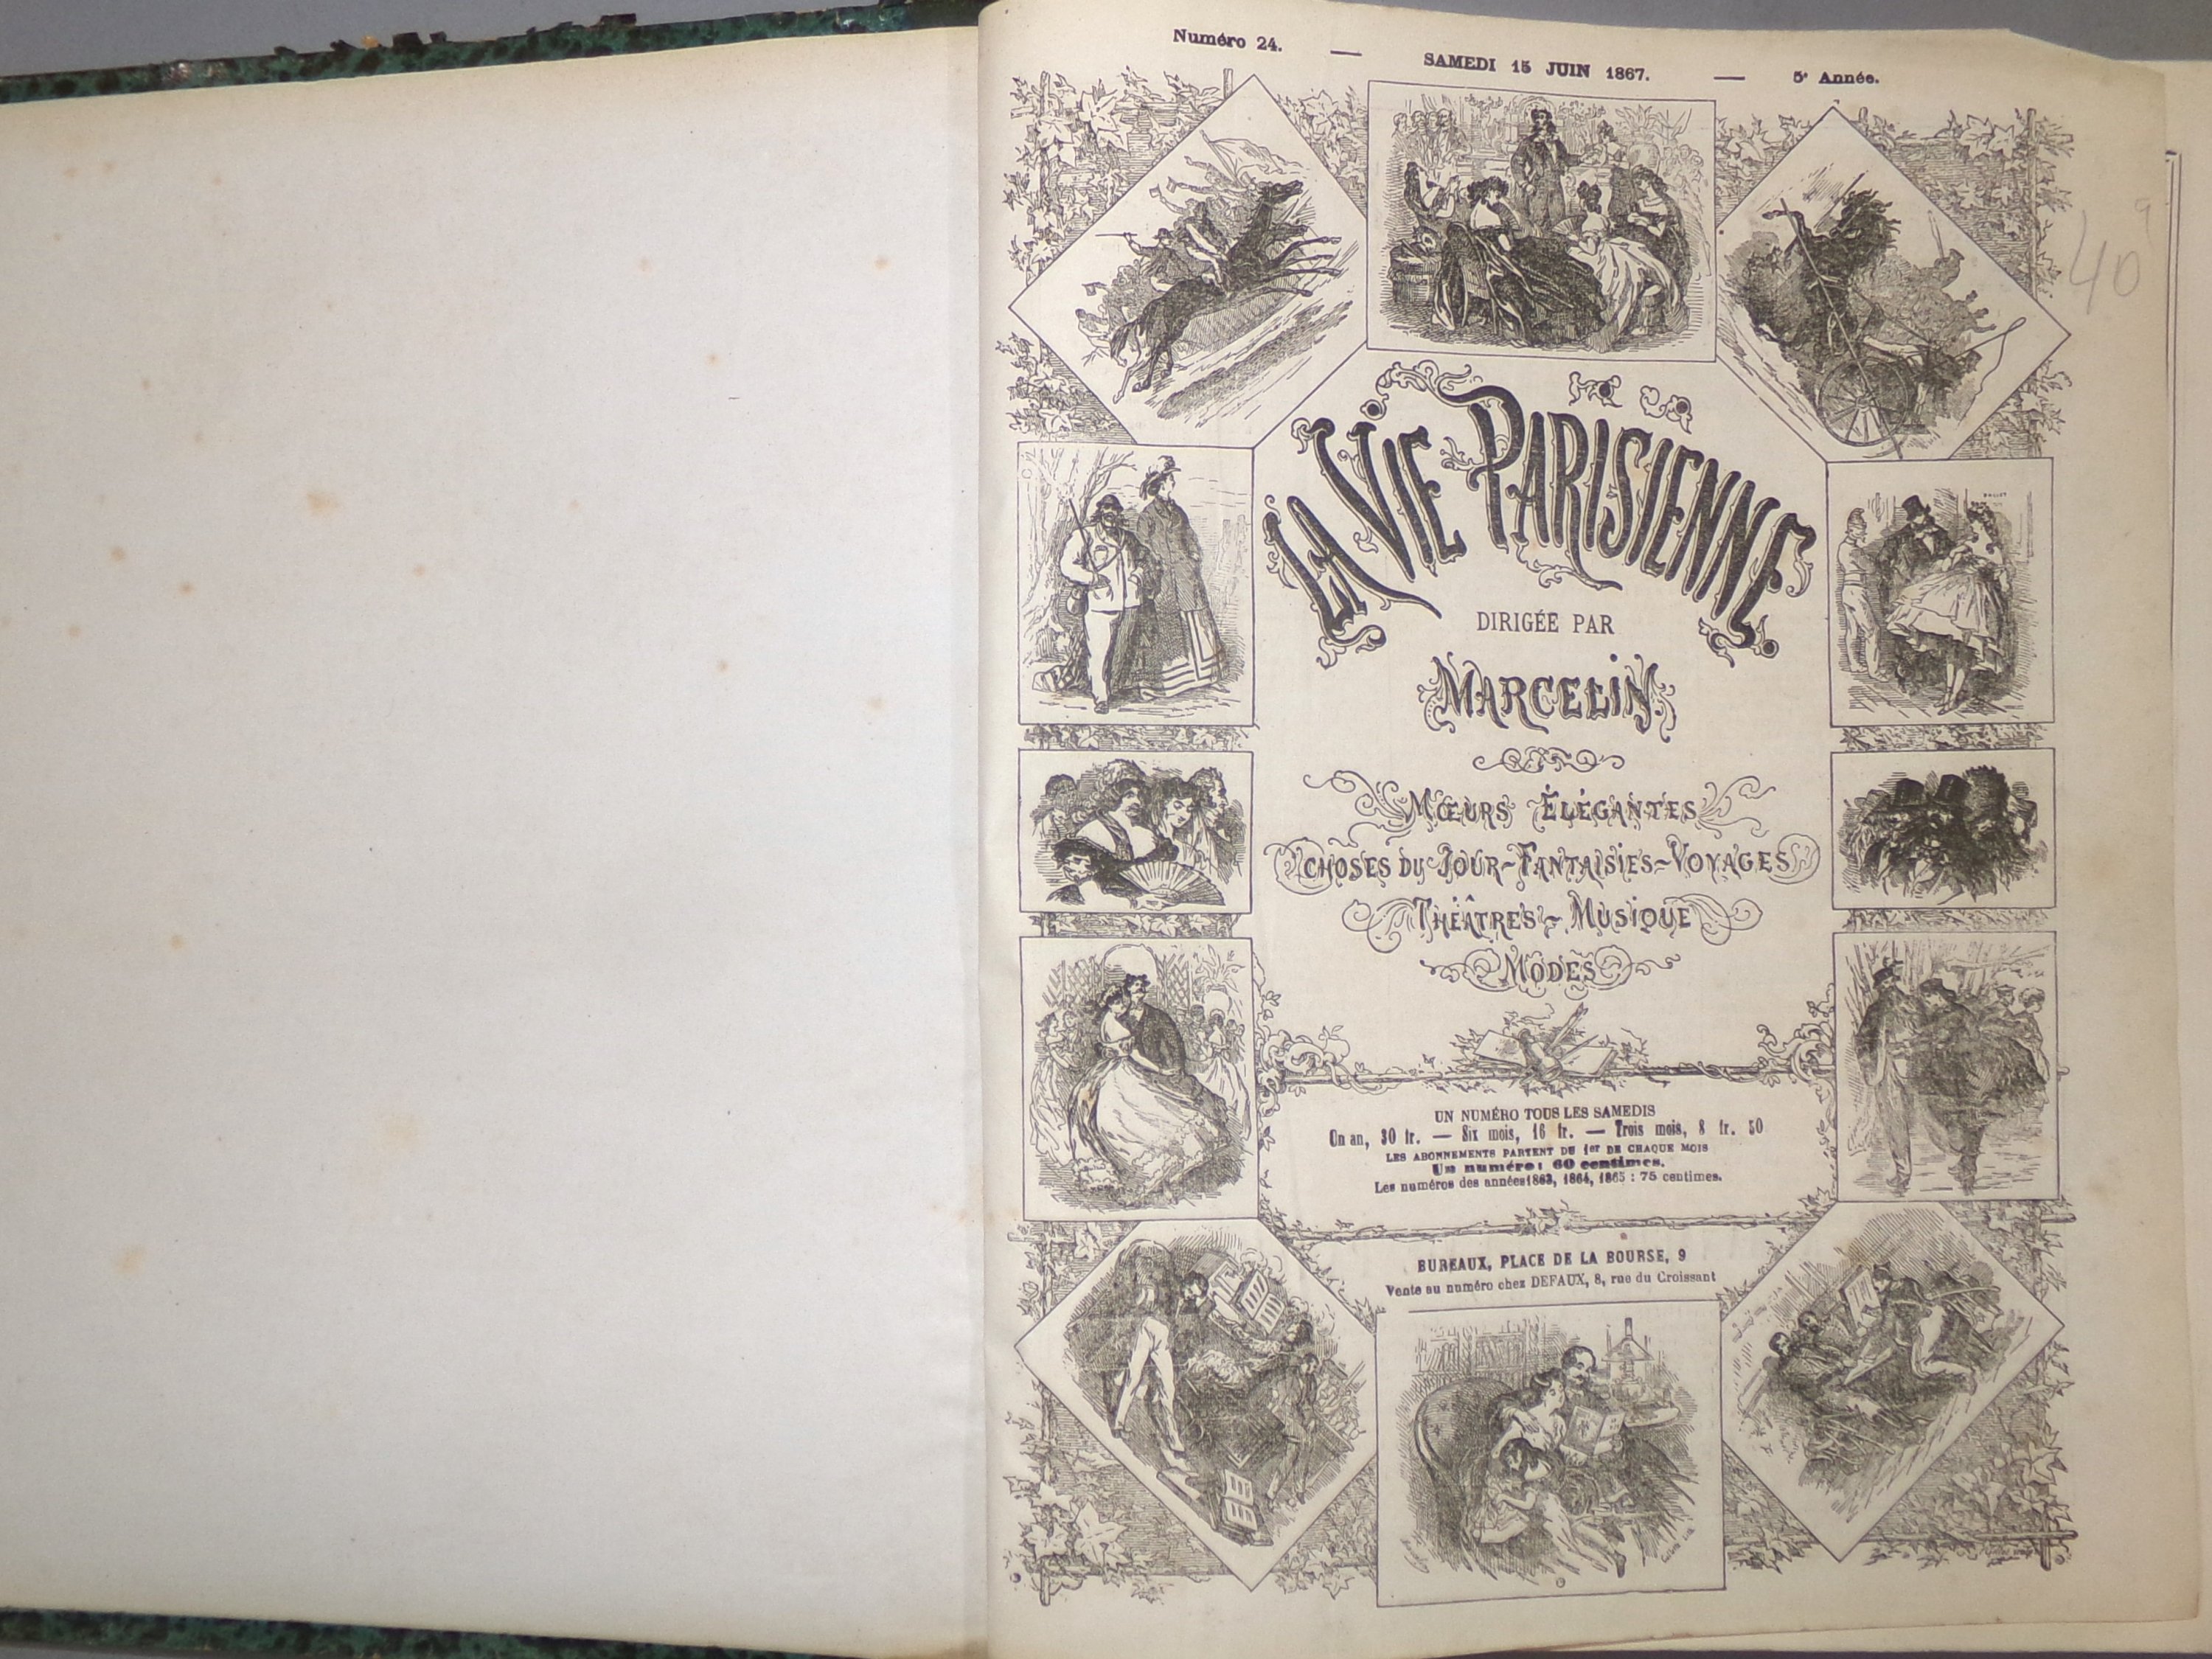 Numéro 24. — SAMEDI 15 JUIN 1867. — 5e Année.
LA VIE PARISIENNE
DIRIGÉE PAR
MARCELIN
MŒURS ÉLÉGANTES
CHOSES DU JOUR~FANTAISIES~VOYAGES
THÉÂTRES~MUSIQUE
MODES
UN NUMÉRO TOUS LES SAMEDIS
Un an, 30 fr. — Six mois, 16 fr. — Trois mois, 8 fr. 50
LES ABONNEMENTS PARTENT DU 1er DE CHAQUE MOIS
Un numéro: 60 centimes.
Les numéros des années 1863, 1864, 1865 : 75 centimes.
BUREAUX, PLACE DE LA BOURSE, 9
Vente au numéro chez DEFAUX, 8, rue du Croissant
40